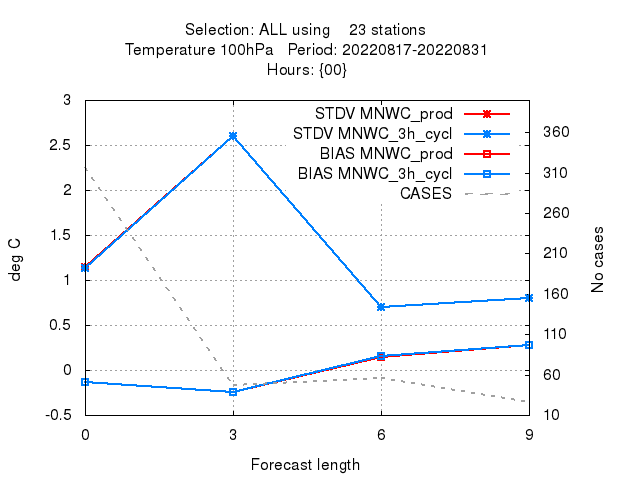 Selection: ALL using    23 stations
Temperature 100hPa   Period: 20220817-20220831
Hours: {00}
STDV MNWC_prod
STDV MNWC_3h_cycl
BIAS MNWC_prod
BIAS MNWC_3h_cycl
CASES
3
2.5
2
1.5
1
0.5
0
-0.5
deg C
360
310
260
210
160
110
60
10
No cases
0 3 6 9
Forecast length